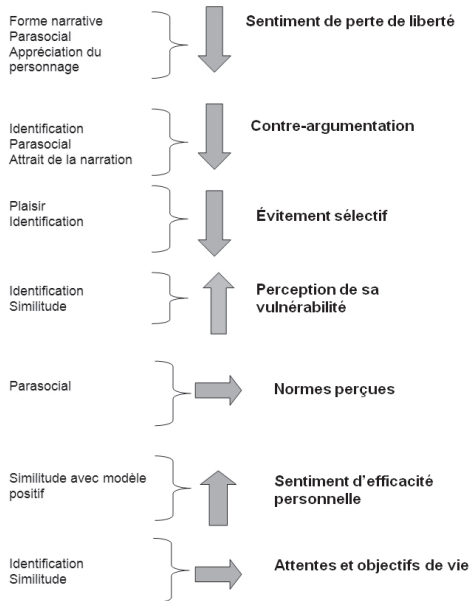 Forme narrative
Parasocial
Appréciation du
personnage
Sentiment de perte de liberté
Identification
Parasocial
Attrait de la narration
Contre-argumentation
Plaisir
Identification
Évitement sélectif
Identification
Similitude
Perception de sa
vulnérabilité
Parasocial
Normes perçues
Similitude avec modèle
positif
Sentiment d'efficacité
personnelle
Identification
Similitude
Attentes et objectifs de vie